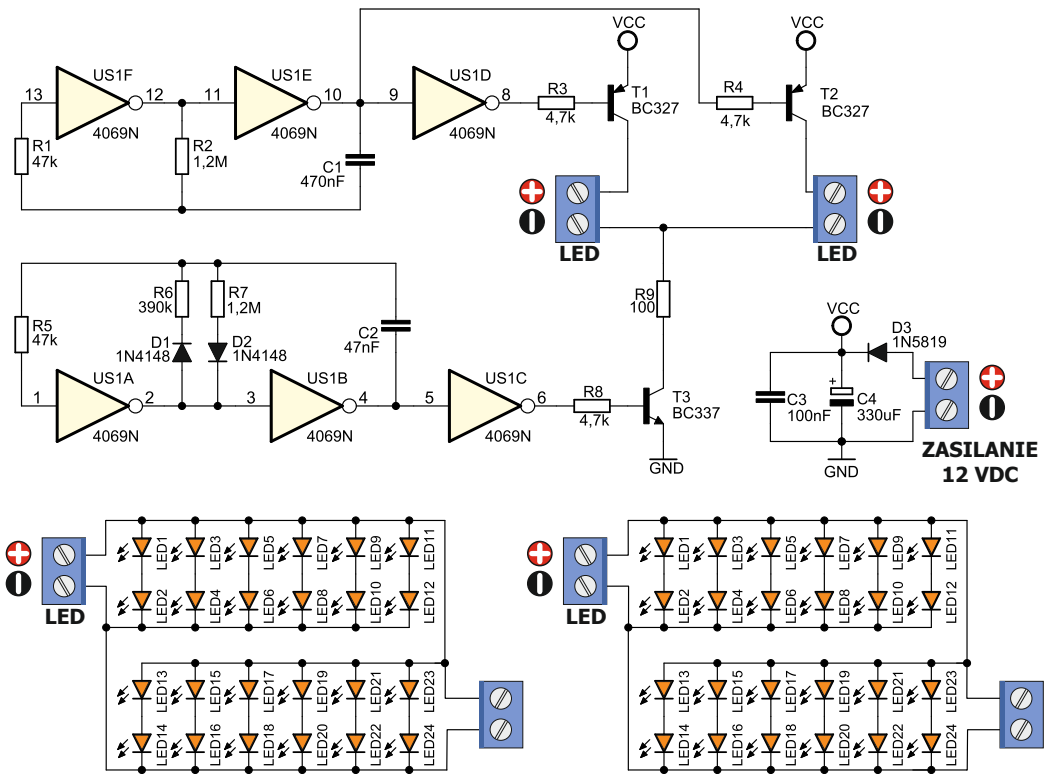 VCC
VCC
US1F
US1E
US1D
13
12
11
10
9
8
4069N
4069N
4069N
R1
47k
R2
1,2M
C1
470nF
R3
4,7k
T1
BC327
R4
4,7k
T2
BC327
LED
LED
R5
47k
R6
390k
R7
1,2M
D1
1N4148
D2
1N4148
C2
47nF
R9
100
US1A
US1B
US1C
1
2
3
4
5
6
4069N
4069N
4069N
R8
4,7k
T3
BC337
GND
VCC
D3
1N5819
C3
100nF
+
C4
330uF
GND
ZASILANIE
12 VDC
LED
LED1
LED3
LED5
LED7
LED9
LED11
LED2
LED4
LED6
LED8
LED10
LED12
LED13
LED15
LED17
LED19
LED21
LED23
LED14
LED16
LED18
LED20
LED22
LED24
LED
LED1
LED3
LED5
LED7
LED9
LED11
LED2
LED4
LED6
LED8
LED10
LED12
LED13
LED15
LED17
LED19
LED21
LED23
LED14
LED16
LED18
LED20
LED22
LED24